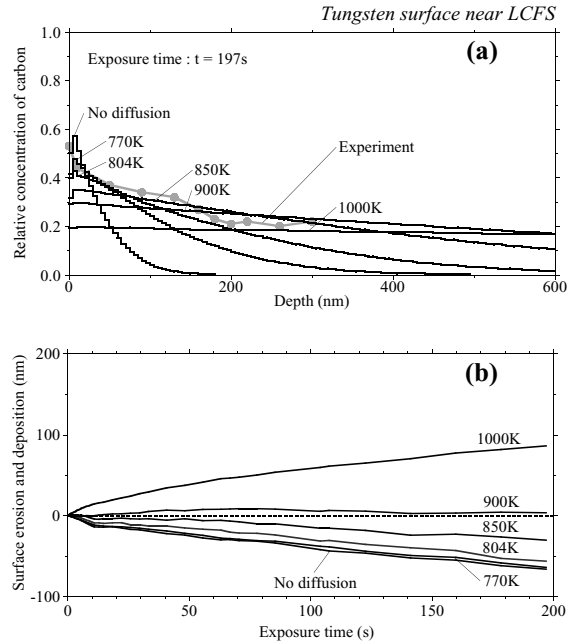 Tungsten surface near LCFS
(a)
Exposure time : t = 197s
No diffusion
770K
804K
850K
900K
Experiment
1000K
Relative concentration of carbon
1.0
0.8
0.6
0.4
0.2
0.0
0
200
400
600
Depth (nm)
(b)
1000K
900K
850K
804K
770K
No diffusion
Surface erosion and deposition (nm)
200
100
0
-100
0
50
100
150
200
Exposure time (s)